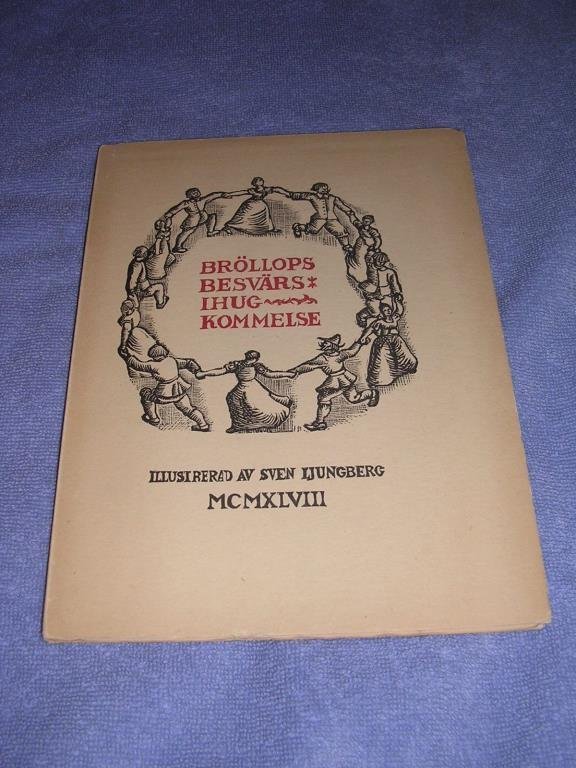 BRÖLLOPS
BESVÄRS
IHUG
KOMMELSE
ILLUSTRERAD AV SVEN LJUNGBERG
MCMXLVIII